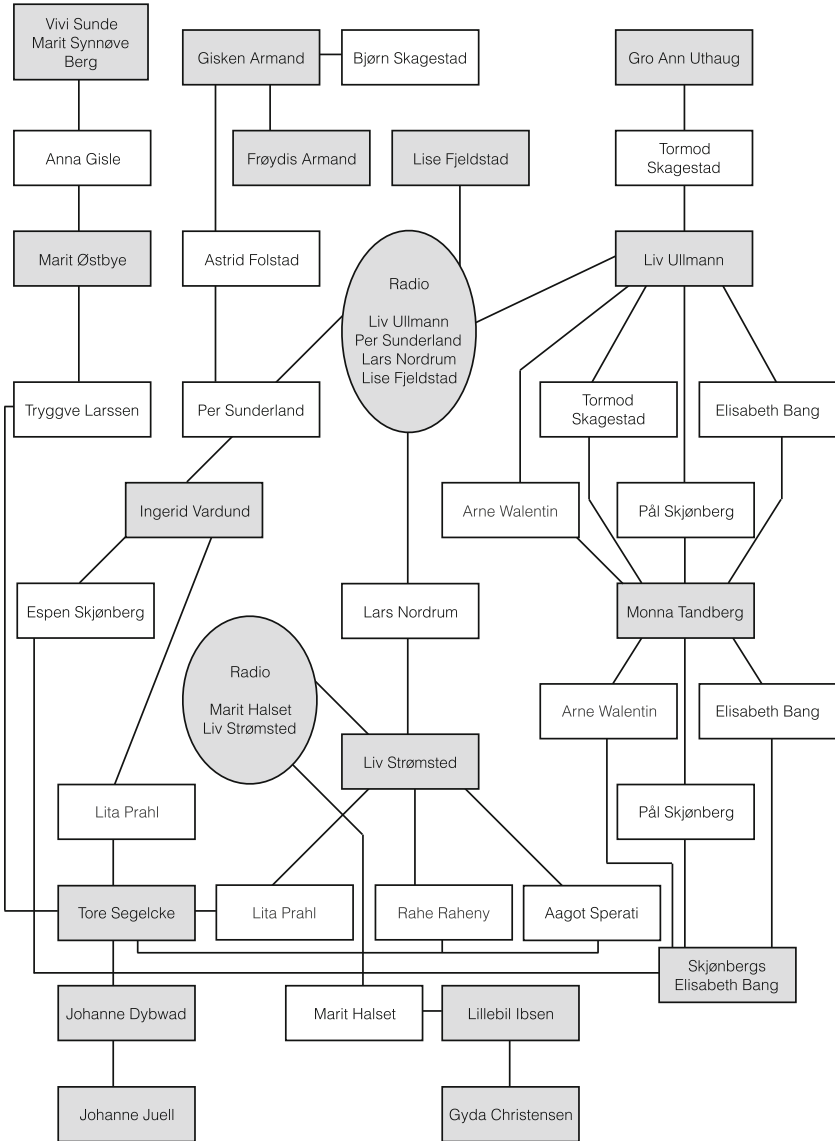 Vivi Sunde
Marit Synnøve
Berg
Gisken Armand
Bjørn Skagestad
Gro Ann Uthaug
Anna Gisle
Frøydis Armand
Lise Fjeldstad
Tormod
Skagestad
Marit Østbye
Astrid Folstad
Radio
Liv Ullmann
Per Sunderland
Lars Nordrum
Lise Fjeldstad
Liv Ullmann
Tryggve Larssen
Per Sunderland
Tormod
Skagestad
Elisabeth Bang
Ingerid Vardund
Arne Walentin
Pål Skjønberg
Espen Skjønberg
Lars Nordrum
Monna Tandberg
Radio
Marit Halset
Liv Strømsted
Arne Walentin
Elisabeth Bang
Liv Strømsted
Lita Prahl
Pål Skjønberg
Tore Segelcke
Lita Prahl
Rahe Raheny
Aagot Sperati
Skjønbergs
Elisabeth Bang
Johanne Dybwad
Marit Halset
Lillebil Ibsen
Johanne Juell
Gyda Christensen